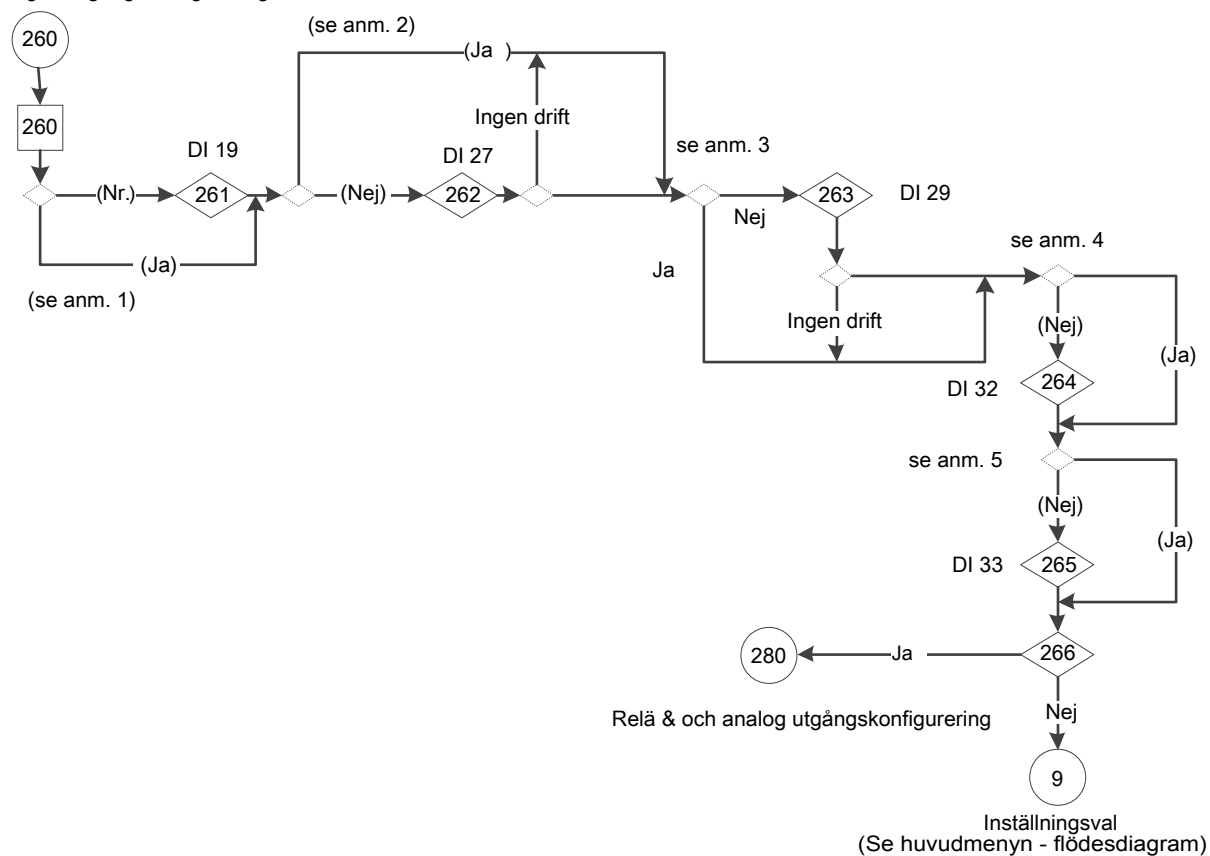 (se anm. 2)
260
(Ja )
260
Ingen drift
DI 19
DI 27
se anm. 3
(Nr.)
261
(Nej)
262
263
DI 29
Nej
(Ja)
Ja
se anm. 4
(se anm. 1)
Ingen drift
(Nej)
(Ja)
DI 32
264
se anm. 5
(Nej)
(Ja)
DI 33
265
280
Ja
266
Relä & och analog utgångskonfigurering
Nej
9
Inställningsval
(Se huvudmenyn - flödesdiagram)